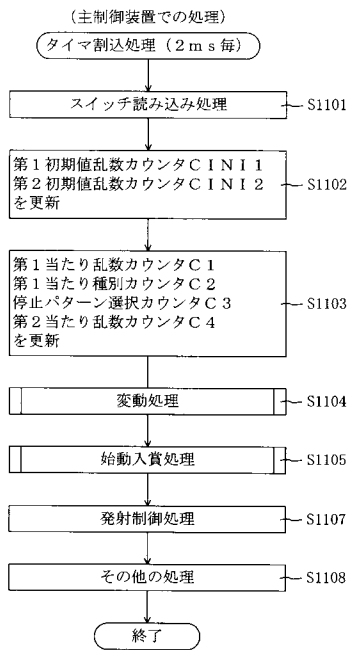 (主制御装置での処理)
タイマ割込処理(2ms毎)
スイッチ読み込み処理
S1101
第1初期値乱数カウンタCINI1
第2初期値乱数カウンタCINI2
を更新
S1102
第1当たり乱数カウンタC1
第1当たり種別カウンタC2
停止パターン選択カウンタC3
第2当たり乱数カウンタC4
を更新
S1103
変動処理
S1104
始動入賞処理
S1105
発射制御処理
S1107
その他の処理
S1108
終了